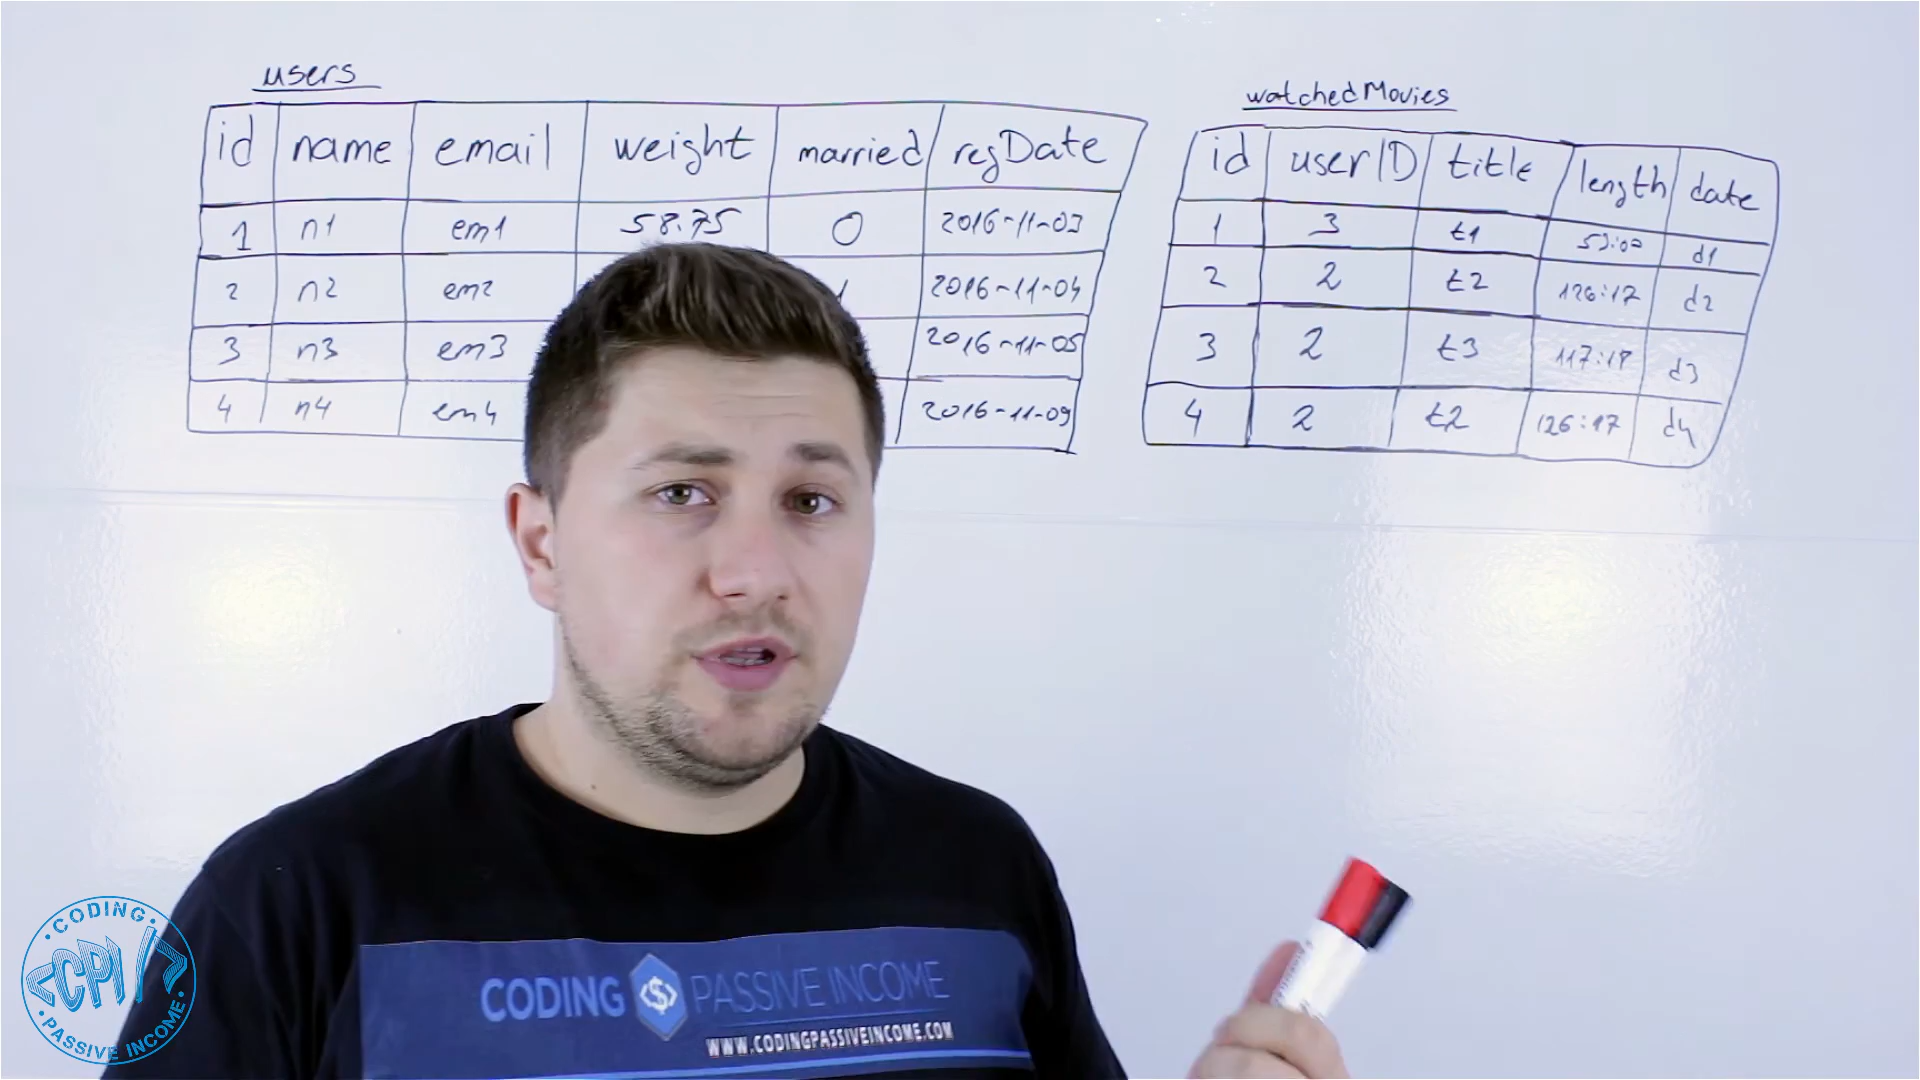 users
id name email weight married regDate
1 n1 em1 58.75 0 2016-11-03
2 n2 em2 1 2016-11-04
3 n3 em3 2016-11-05
4 n4 em4 2016-11-09
watchedMovies
id userID title length date
1 3 t1 d1
2 2 t2 126:17 d2
3 2 t3 117:18 d3
4 2 t2 126:17 d4
CODING PASSIVE INCOME
WWW.CODINGPASSIVEINCOME.COM
• CODING •
<CPI/>
• PASSIVE INCOME •